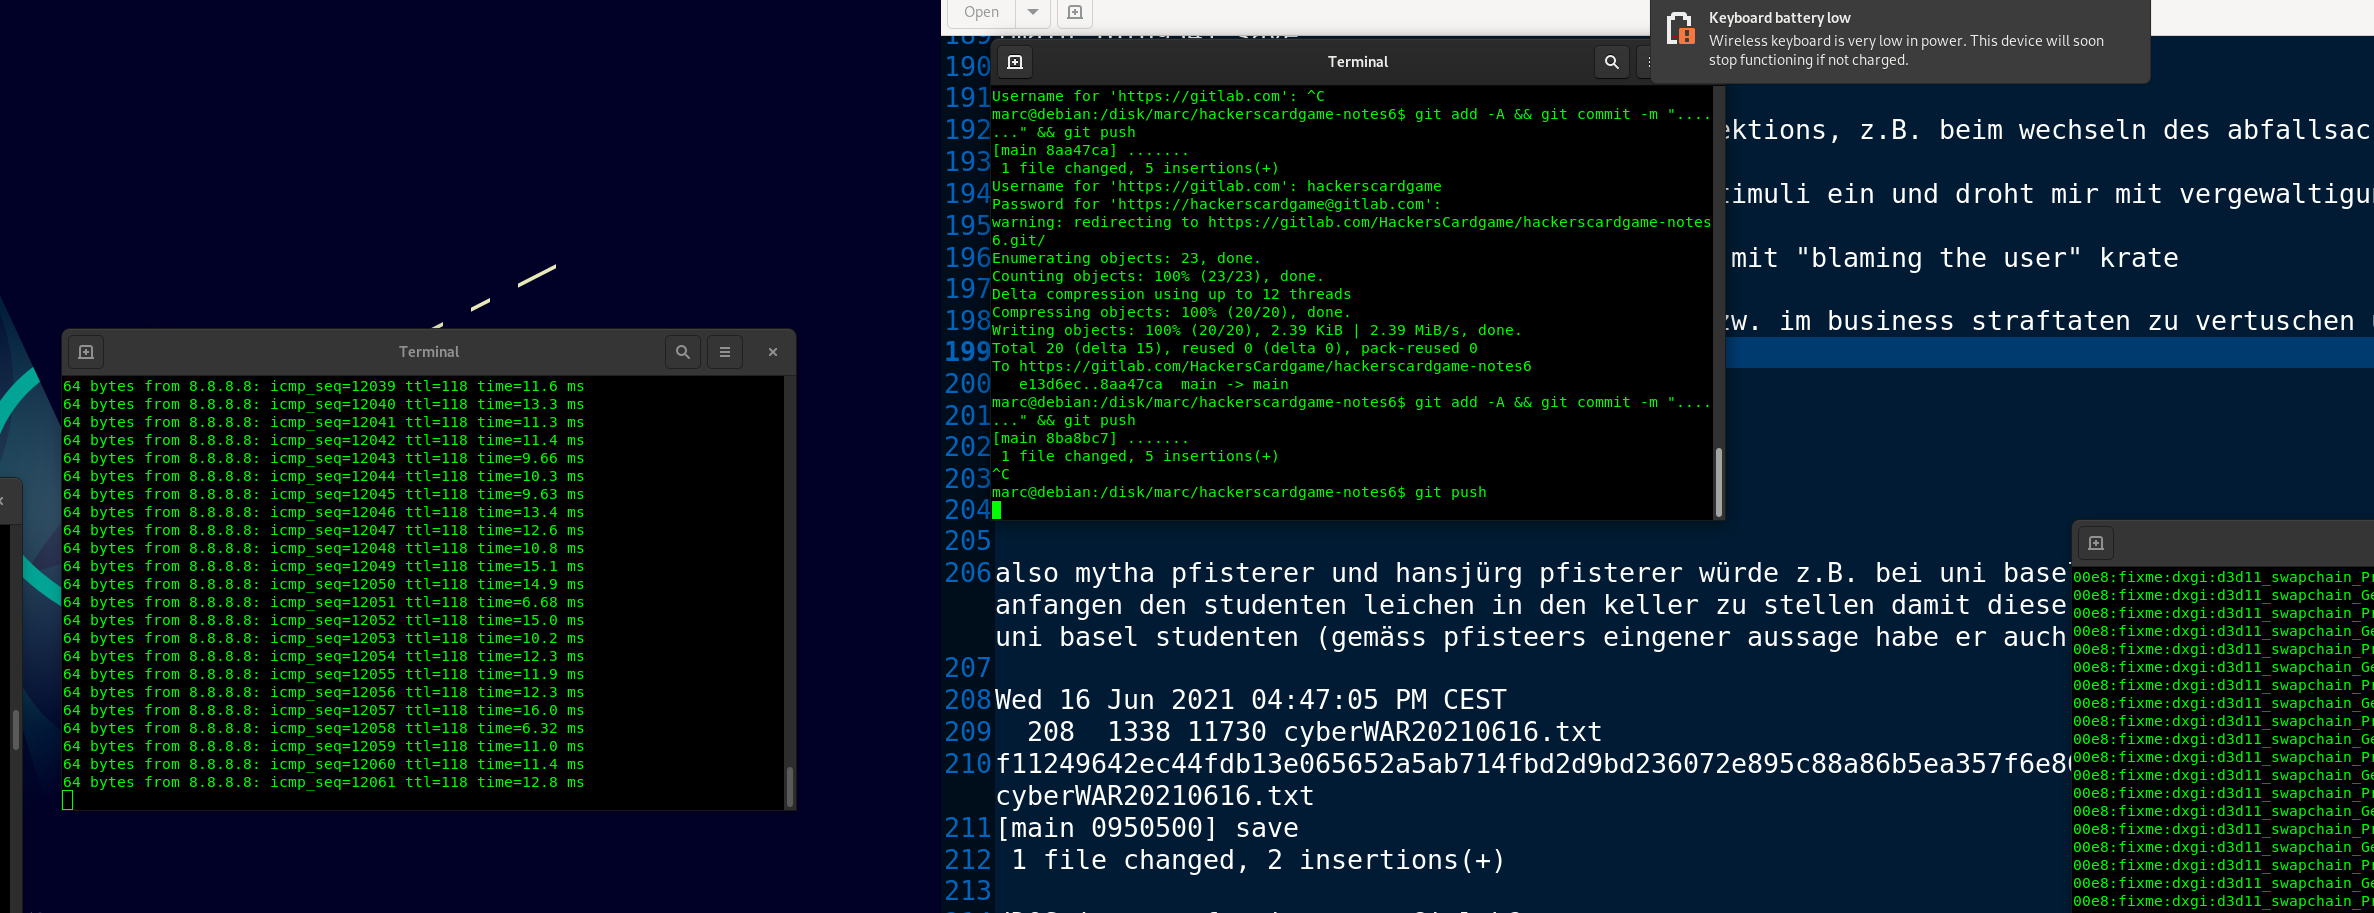 Open
Keyboard battery low
Wireless keyboard is very low in power. This device will soon
stop functioning if not charged.
Terminal
Username for 'https://gitlab.com': ^C
marc@debian:/disk/marc/hackerscardgame-notes6$ git add -A && git commit -m "....
..." && git push
[main 8aa47ca] .......
 1 file changed, 5 insertions(+)
Username for 'https://gitlab.com': hackerscardgame
Password for 'https://hackerscardgame@gitlab.com':
warning: redirecting to https://gitlab.com/HackersCardgame/hackerscardgame-notes
6.git/
Enumerating objects: 23, done.
Counting objects: 100% (23/23), done.
Delta compression using up to 12 threads
Compressing objects: 100% (20/20), done.
Writing objects: 100% (20/20), 2.39 KiB | 2.39 MiB/s, done.
Total 20 (delta 15), reused 0 (delta 0), pack-reused 0
To https://gitlab.com/HackersCardgame/hackerscardgame-notes6
   e13d6ec..8aa47ca  main -> main
marc@debian:/disk/marc/hackerscardgame-notes6$ git add -A && git commit -m "....
..." && git push
[main 8ba8bc7] .......
 1 file changed, 5 insertions(+)
^C
marc@debian:/disk/marc/hackerscardgame-notes6$ git push
190
191
192 ektions, z.B. beim wechseln des abfallsac
193
194 timuli ein und droht mir mit vergewaltigu
195
196 mit "blaming the user" krate
197
198 zw. im business straftaten zu vertuschen
199
200
201
202
203
204
205
206 also mytha pfisterer und hansjürg pfisterer würde z.B. bei uni base
anfangen den studenten leichen in den keller zu stellen damit diese
uni basel studenten (gemäss pfisteers eingener aussage habe er auch
207
208 Wed 16 Jun 2021 04:47:05 PM CEST
209   208  1338 11730 cyberWAR20210616.txt
210 f11249642ec44fdb13e065652a5ab714fbd2d9bd236072e895c88a86b5ea357f6e8
cyberWAR20210616.txt
211 [main 0950500] save
212  1 file changed, 2 insertions(+)
213
Terminal
64 bytes from 8.8.8.8: icmp_seq=12039 ttl=118 time=11.6 ms
64 bytes from 8.8.8.8: icmp_seq=12040 ttl=118 time=13.3 ms
64 bytes from 8.8.8.8: icmp_seq=12041 ttl=118 time=11.3 ms
64 bytes from 8.8.8.8: icmp_seq=12042 ttl=118 time=11.4 ms
64 bytes from 8.8.8.8: icmp_seq=12043 ttl=118 time=9.66 ms
64 bytes from 8.8.8.8: icmp_seq=12044 ttl=118 time=10.3 ms
64 bytes from 8.8.8.8: icmp_seq=12045 ttl=118 time=9.63 ms
64 bytes from 8.8.8.8: icmp_seq=12046 ttl=118 time=13.4 ms
64 bytes from 8.8.8.8: icmp_seq=12047 ttl=118 time=12.6 ms
64 bytes from 8.8.8.8: icmp_seq=12048 ttl=118 time=10.8 ms
64 bytes from 8.8.8.8: icmp_seq=12049 ttl=118 time=15.1 ms
64 bytes from 8.8.8.8: icmp_seq=12050 ttl=118 time=14.9 ms
64 bytes from 8.8.8.8: icmp_seq=12051 ttl=118 time=6.68 ms
64 bytes from 8.8.8.8: icmp_seq=12052 ttl=118 time=15.0 ms
64 bytes from 8.8.8.8: icmp_seq=12053 ttl=118 time=10.2 ms
64 bytes from 8.8.8.8: icmp_seq=12054 ttl=118 time=12.3 ms
64 bytes from 8.8.8.8: icmp_seq=12055 ttl=118 time=11.9 ms
64 bytes from 8.8.8.8: icmp_seq=12056 ttl=118 time=12.3 ms
64 bytes from 8.8.8.8: icmp_seq=12057 ttl=118 time=16.0 ms
64 bytes from 8.8.8.8: icmp_seq=12058 ttl=118 time=6.32 ms
64 bytes from 8.8.8.8: icmp_seq=12059 ttl=118 time=11.0 ms
64 bytes from 8.8.8.8: icmp_seq=12060 ttl=118 time=11.4 ms
64 bytes from 8.8.8.8: icmp_seq=12061 ttl=118 time=12.8 ms
00e8:fixme:dxgi:d3d11_swapchain_Pr
00e8:fixme:dxgi:d3d11_swapchain_Ge
00e8:fixme:dxgi:d3d11_swapchain_Pr
00e8:fixme:dxgi:d3d11_swapchain_Ge
00e8:fixme:dxgi:d3d11_swapchain_Pr
00e8:fixme:dxgi:d3d11_swapchain_Ge
00e8:fixme:dxgi:d3d11_swapchain_Pr
00e8:fixme:dxgi:d3d11_swapchain_Ge
00e8:fixme:dxgi:d3d11_swapchain_Pr
00e8:fixme:dxgi:d3d11_swapchain_Ge
00e8:fixme:dxgi:d3d11_swapchain_Pr
00e8:fixme:dxgi:d3d11_swapchain_Ge
00e8:fixme:dxgi:d3d11_swapchain_Pr
00e8:fixme:dxgi:d3d11_swapchain_Ge
00e8:fixme:dxgi:d3d11_swapchain_Pr
00e8:fixme:dxgi:d3d11_swapchain_Ge
00e8:fixme:dxgi:d3d11_swapchain_Pr
00e8:fixme:dxgi:d3d11_swapchain_Ge
00e8:fixme:dxgi:d3d11_swapchain_Pr